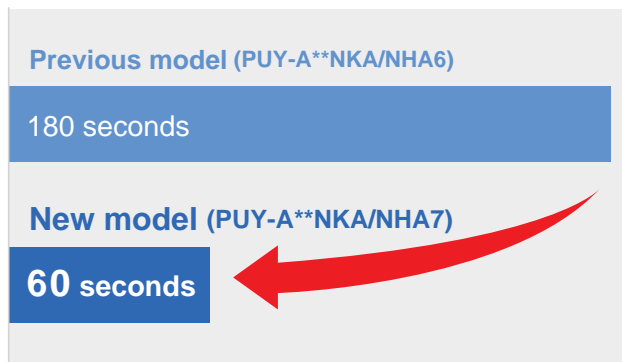 Previous model (PUY-A**NKA/NHA6)
180 seconds
New model (PUY-A**NKA/NHA7)
60 seconds